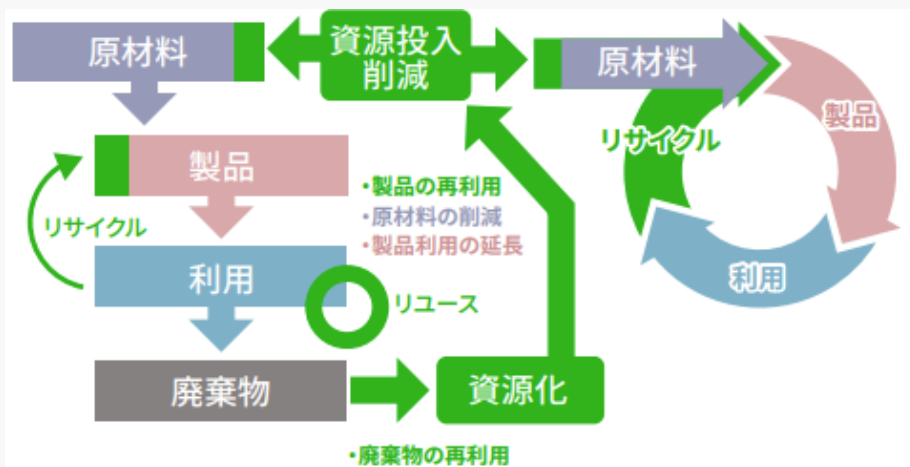 原材料
資源投入
削減
原材料
製品
リサイクル
製品
・製品の再利用
・原材料の削減
・製品利用の延長
リサイクル
利用
利用
リユース
廃棄物
資源化
・廃棄物の再利用